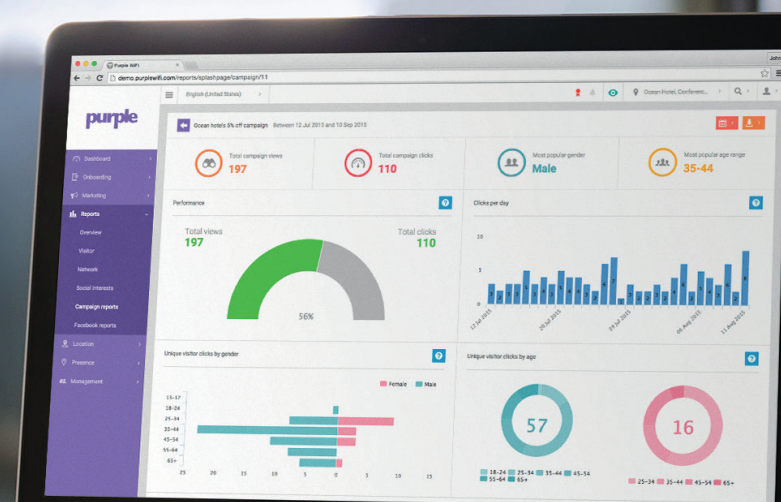 Purple WiFi
John
demo.purplewifi.com/reports/splashpage/campaign/11
English (United States)
Ocean Hotel, Conferenc...
purple
Ocean hotels 5% off campaign Between 12 Jul 2015 and 10 Sep 2015
Dashboard
Onboarding
Marketing
Reports
Overview
Visitor
Network
Social Interests
Campaign reports
Facebook reports
Location
Presence
Management
Total campaign views
197
Total campaign clicks
110
Most popular gender
Male
Most popular age range
35-44
Performance
Total views
197
Total clicks
110
56%
Clicks per day
10
5
0
12 Jul 2015
20 Jul 2015
29 Jul 2015
06 Aug 2015
11 Aug 2015
Unique visitor clicks by gender
Female Male
13-17
18-24
25-34
35-44
45-54
55-64
65+
25 20 15 10 5 0 5 10 15
Unique visitor clicks by age
57
18-24 25-34 35-44 45-54
55-64 65+
16
25-34 35-44 45-54 65+